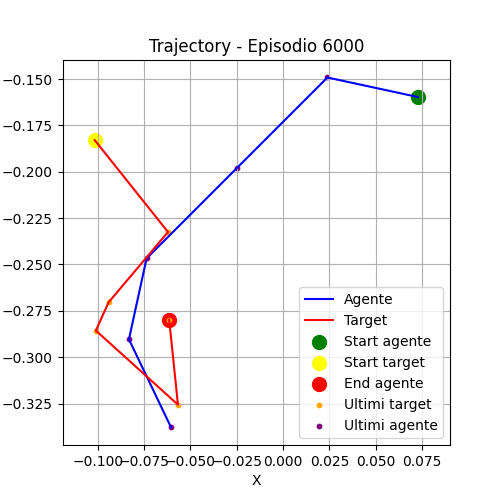 Trajectory - Episodio 6000
−0.150
−0.175
−0.200
−0.225
−0.250
−0.275
−0.300
−0.325
Agente
Target
Start agente
Start target
End agente
Ultimi target
Ultimi agente
−0.100 −0.075 −0.050 −0.025 0.000 0.025 0.050 0.075
X